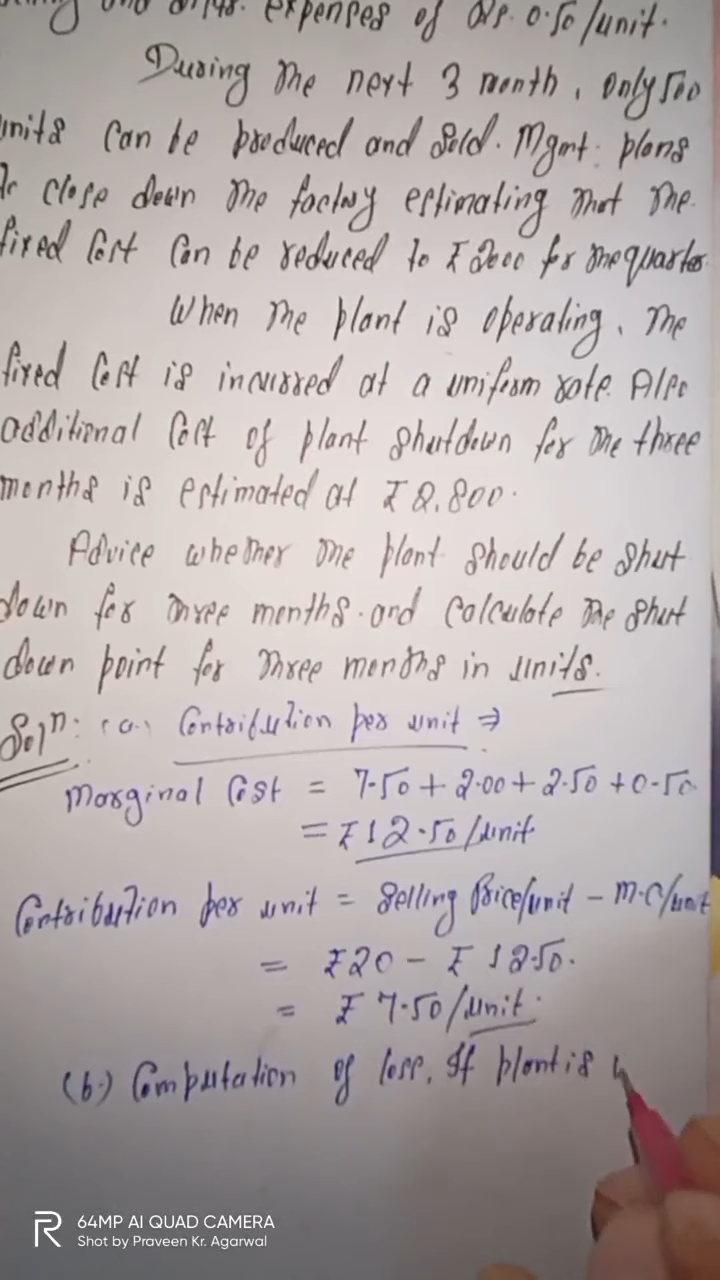 expenses of Rs. 0.50/unit.
During the next 3 month, only 500
units can be produced and sold. Mgmt. plans
to close down the factory estimating that the
fixed cost can be reduced to ₹ 2000 for the quarter.
When the plant is operating, the
fixed cost is incurred at a uniform rate. Also
additional cost of plant shutdown for the three
months is estimated at ₹ 2,800.
Advice whether the plant should be shut
down for three months and calculate the shut
down point for three months in units.
Solⁿ: (a) Contribution per unit ⇒
Marginal Cost = 7.50 + 2.00 + 2.50 + 0.50
= ₹ 12.50/unit
Contribution per unit = Selling Price/unit - M.C/unit
= ₹ 20 - ₹ 12.50.
= ₹ 7.50/unit.
(b.) Computation of loss, If plant is
64MP AI QUAD CAMERA
Shot by Praveen Kr. Agarwal